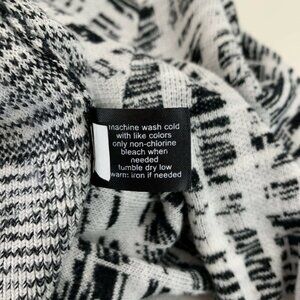 machine wash cold
with like colors
only non-chlorine
bleach when
needed
tumble dry low
warm iron if needed